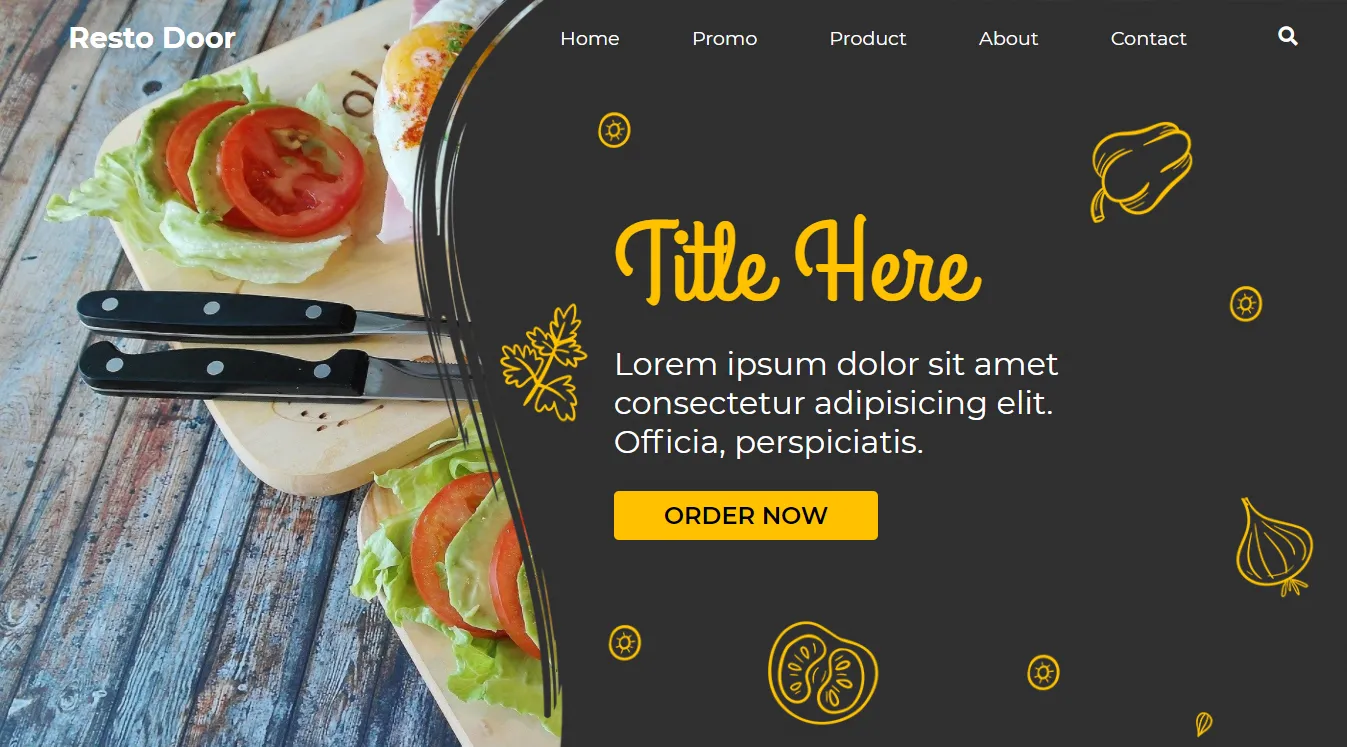 Resto Door
Home Promo Product About Contact
Title Here
Lorem ipsum dolor sit amet
consectetur adipisicing elit.
Officia, perspiciatis.
ORDER NOW